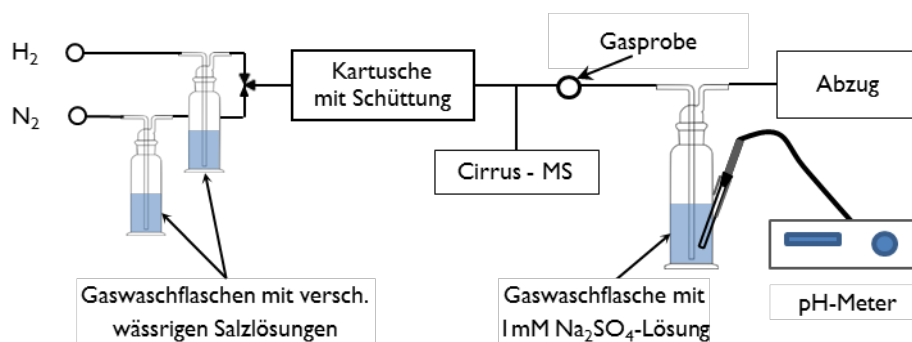 H₂
N₂
Kartusche
mit Schüttung
Gasprobe
Abzug
Cirrus - MS
Gaswaschflaschen mit versch.
wässrigen Salzlösungen
Gaswaschflasche mit
1mM Na₂SO₄-Lösung
pH-Meter